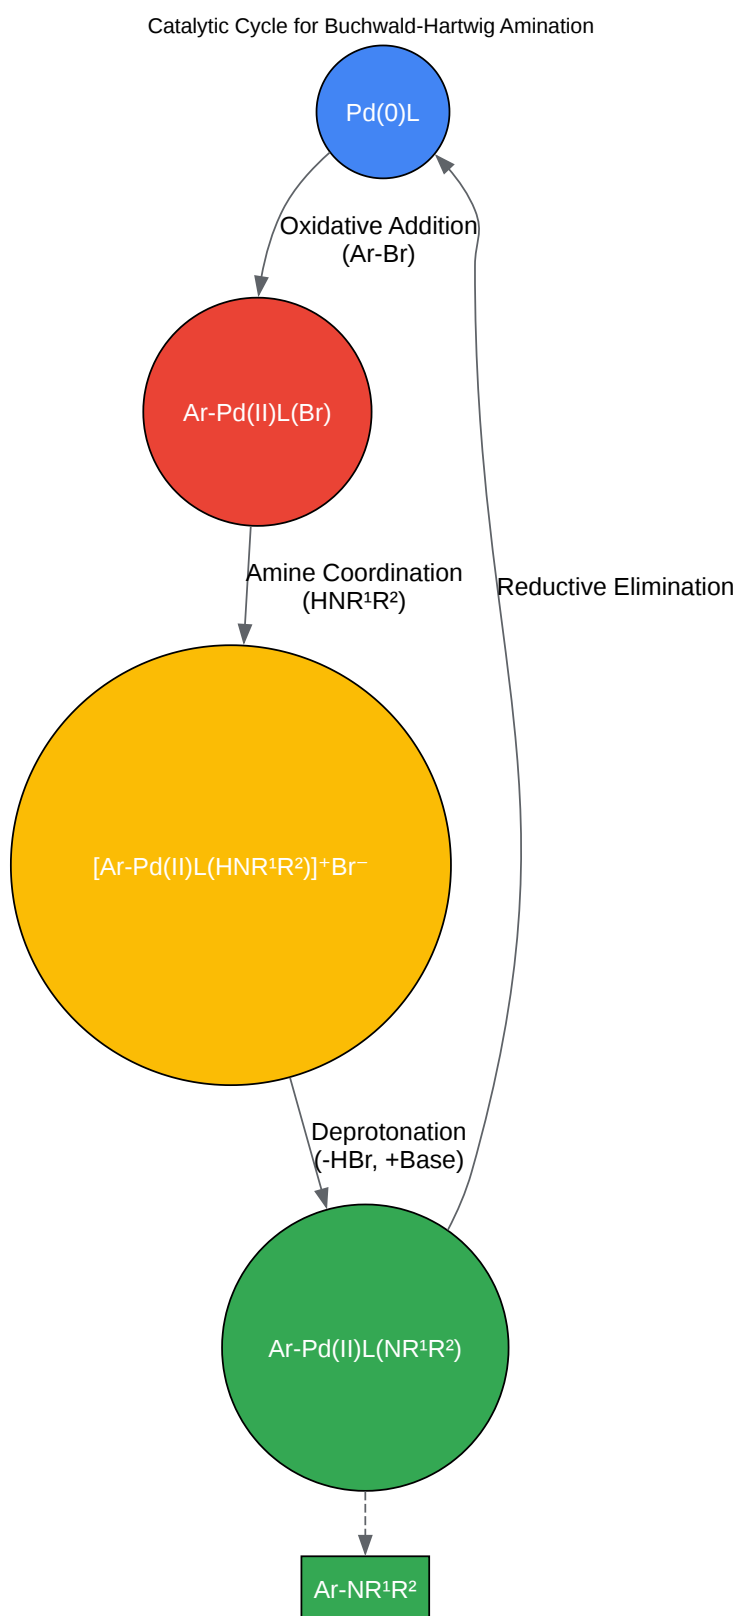 Catalytic Cycle for Buchwald-Hartwig Amination
Pd(0)L
Oxidative Addition
(Ar-Br)
Ar-Pd(II)L(Br)
Amine Coordination
(HNR¹R²)
Reductive Elimination
[Ar-Pd(II)L(HNR¹R²)]⁺Br⁻
Deprotonation
(-HBr, +Base)
Ar-Pd(II)L(NR¹R²)
Ar-NR¹R²